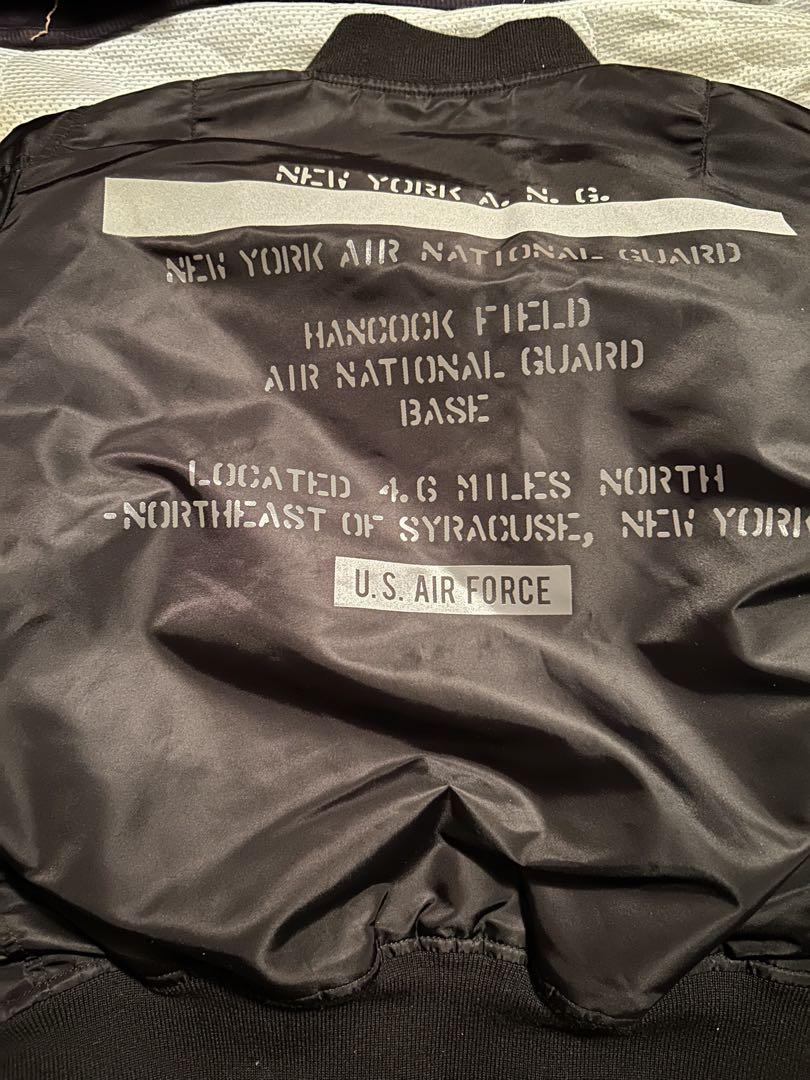 NEW YORK A. N. G.
NEW YORK AIR NATIONAL GUARD
HANCOCK FIELD
AIR NATIONAL GUARD
BASE
LOCATED 4.6 MILES NORTH
-NORTHEAST OF SYRACUSE, NEW YORK
U.S. AIR FORCE